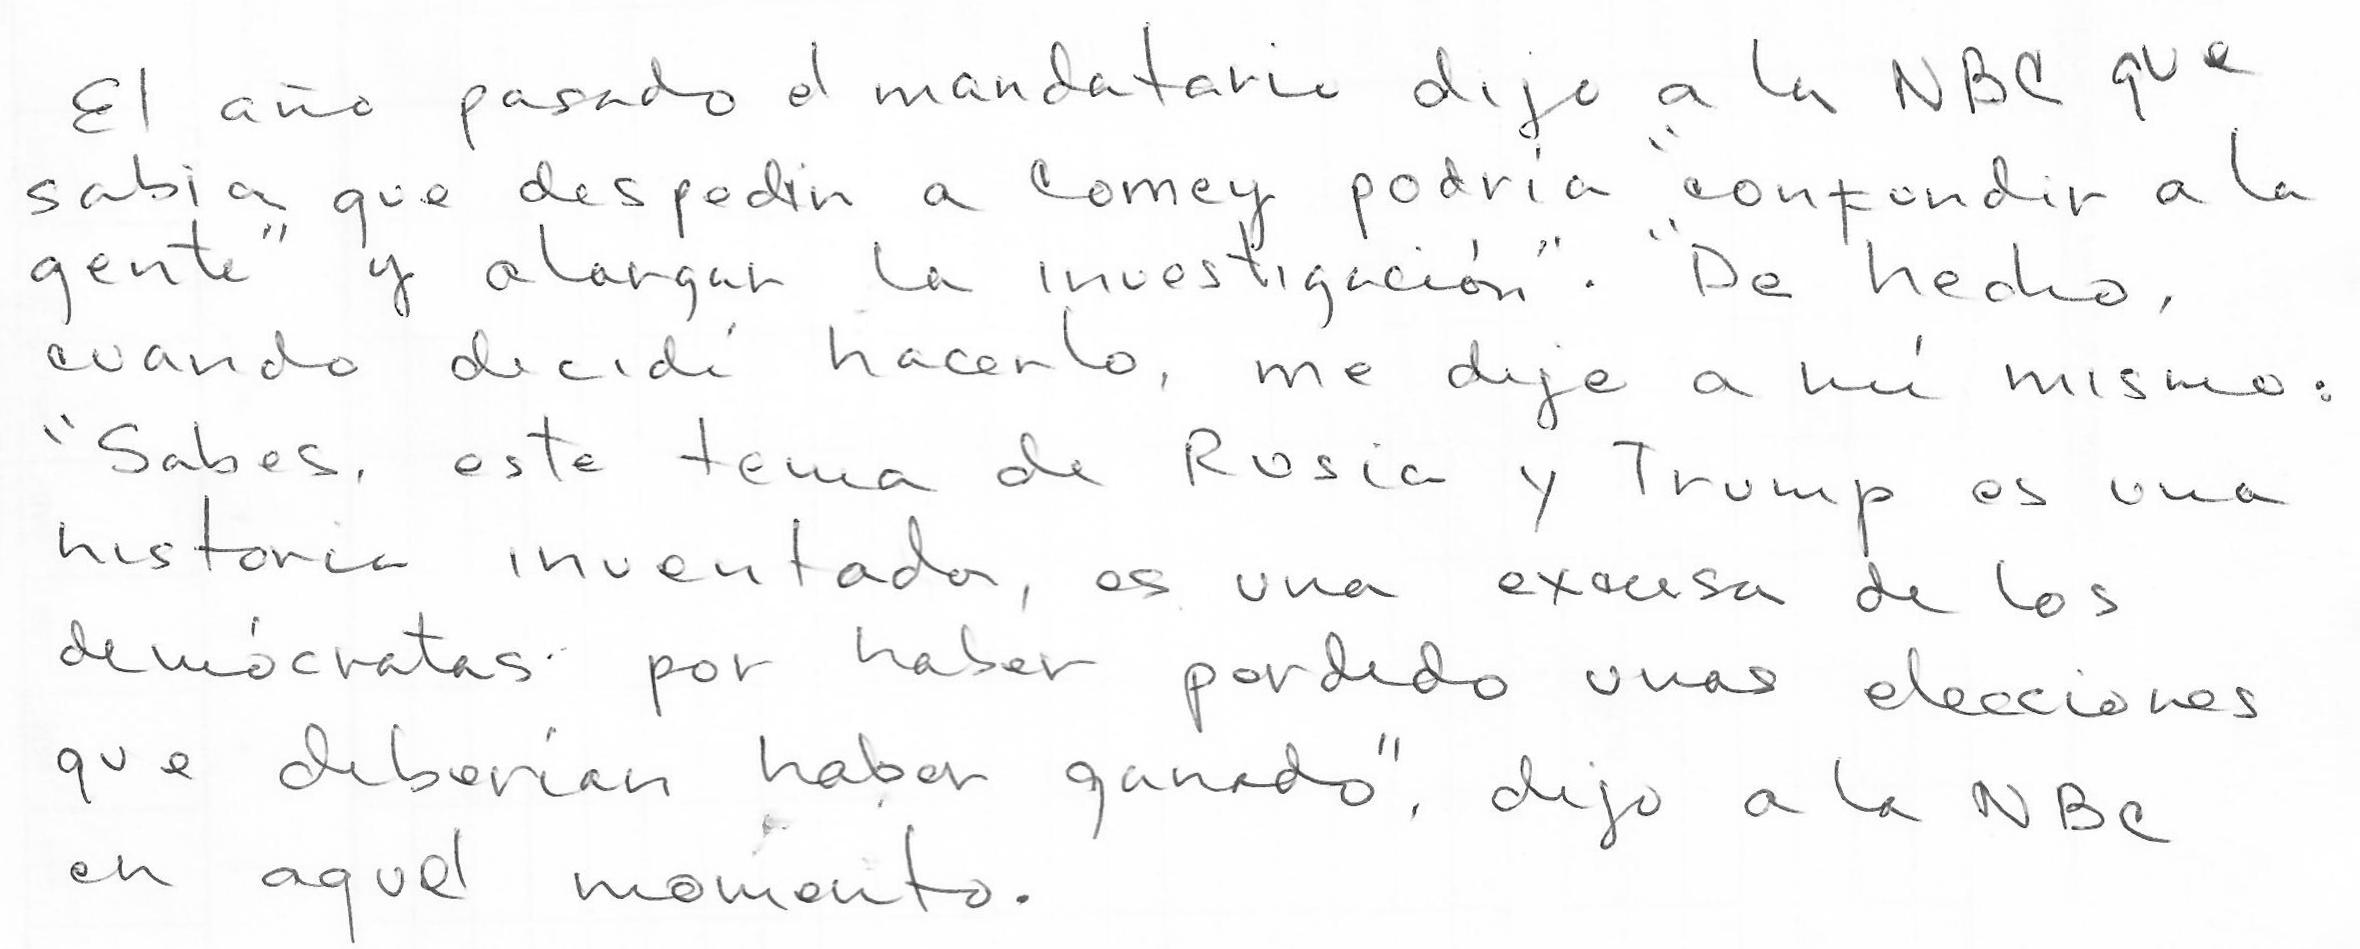 El año pasado el mandatario dijo a la NBC que
sabia que despedir a Comey podría "confundir a la
gente" y alargar la investigación". "De hecho,
cuando decidí hacerlo, me dije a mí mismo:
"Sabes, este tema de Rusia y Trump es una
historia inventada, es una excusa de los
demócratas por haber perdido unas elecciones
que deberían haber ganado", dijo a la NBC
en aquel momento.